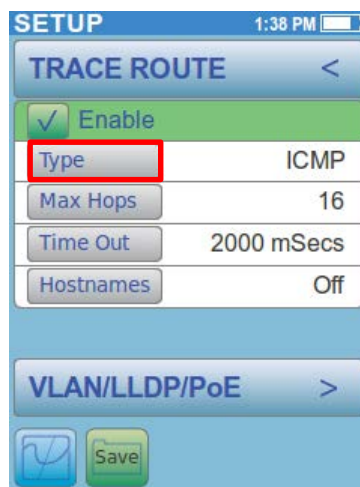 SETUP 1:38 PM
TRACE ROUTE <
Enable
Type ICMP
Max Hops 16
Time Out 2000 mSecs
Hostnames Off
VLAN/LLDP/PoE >
Save